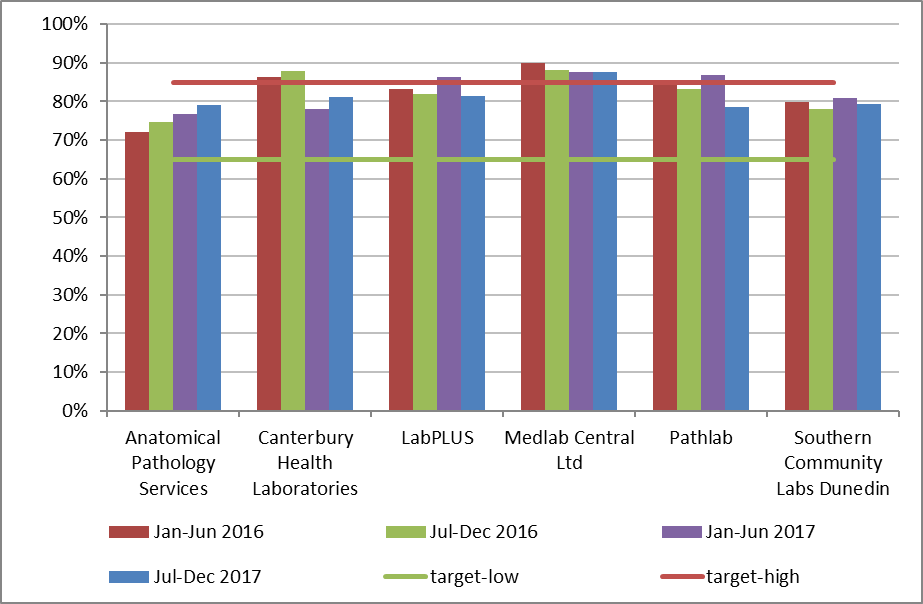 100%
90%
80%
70%
60%
50%
40%
30%
20%
10%
0%
Anatomical
Pathology
Services
Canterbury
Health
Laboratories
LabPLUS
Medlab Central
Ltd
Pathlab
Southern
Community
Labs Dunedin
Jan-Jun 2016
Jul-Dec 2016
Jan-Jun 2017
Jul-Dec 2017
target-low
target-high